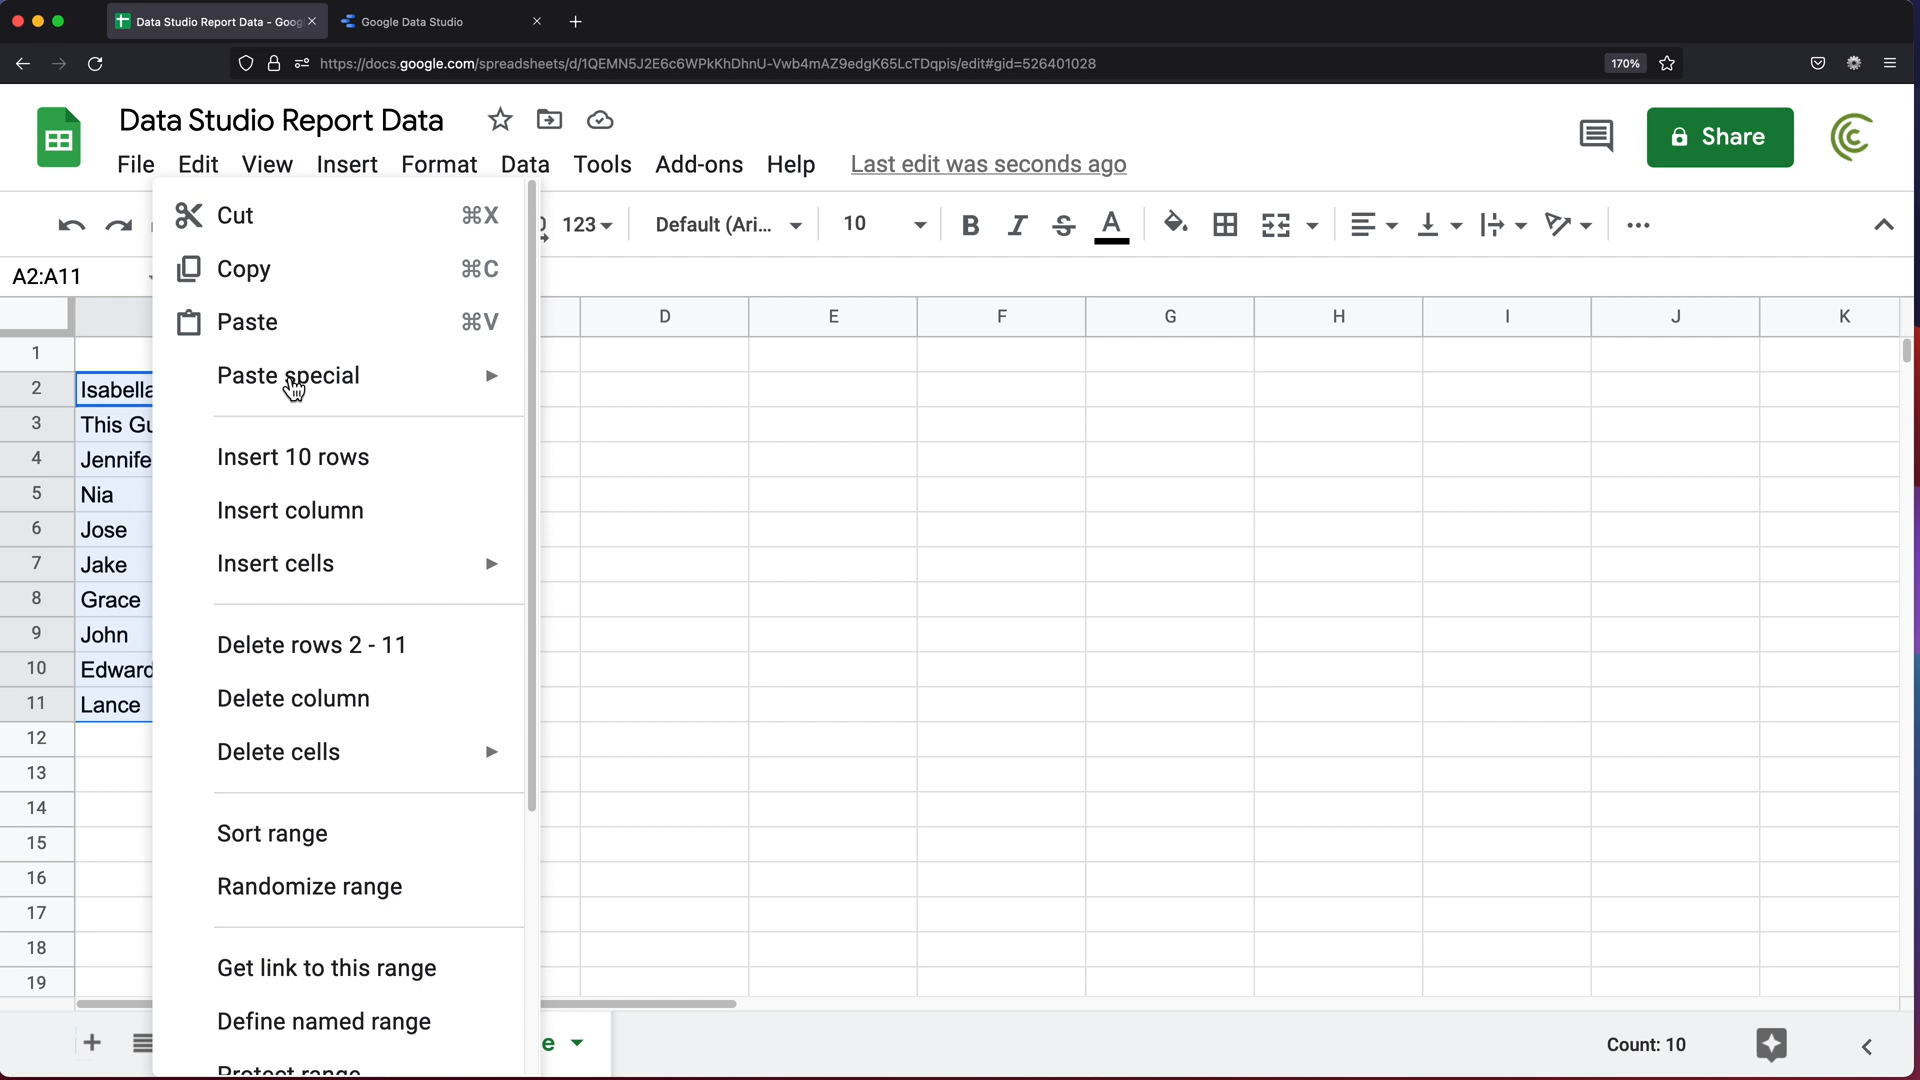 Data Studio Report Data - Goog
Google Data Studio
https://docs.google.com/spreadsheets/d/1QEMN5J2E6c6WPkKhDhnU-Vwb4mAZ9edgK65LcTDqpis/edit#gid=526401028
170%
Data Studio Report Data
Share
File Edit View Insert Format Data Tools Add-ons Help Last edit was seconds ago
123 Default (Ari... 10 B I S A
A2:A11
Cut ⌘X
Copy ⌘C
Paste ⌘V
Paste special
Insert 10 rows
Insert column
Insert cells
Delete rows 2 - 11
Delete column
Delete cells
Sort range
Randomize range
Get link to this range
Define named range
Protect range
D E F G H I J K
1
2 Isabella
3 This Gu
4 Jennife
5 Nia
6 Jose
7 Jake
8 Grace
9 John
10 Edward
11 Lance
12
13
14
15
16
17
18
19
e
Count: 10